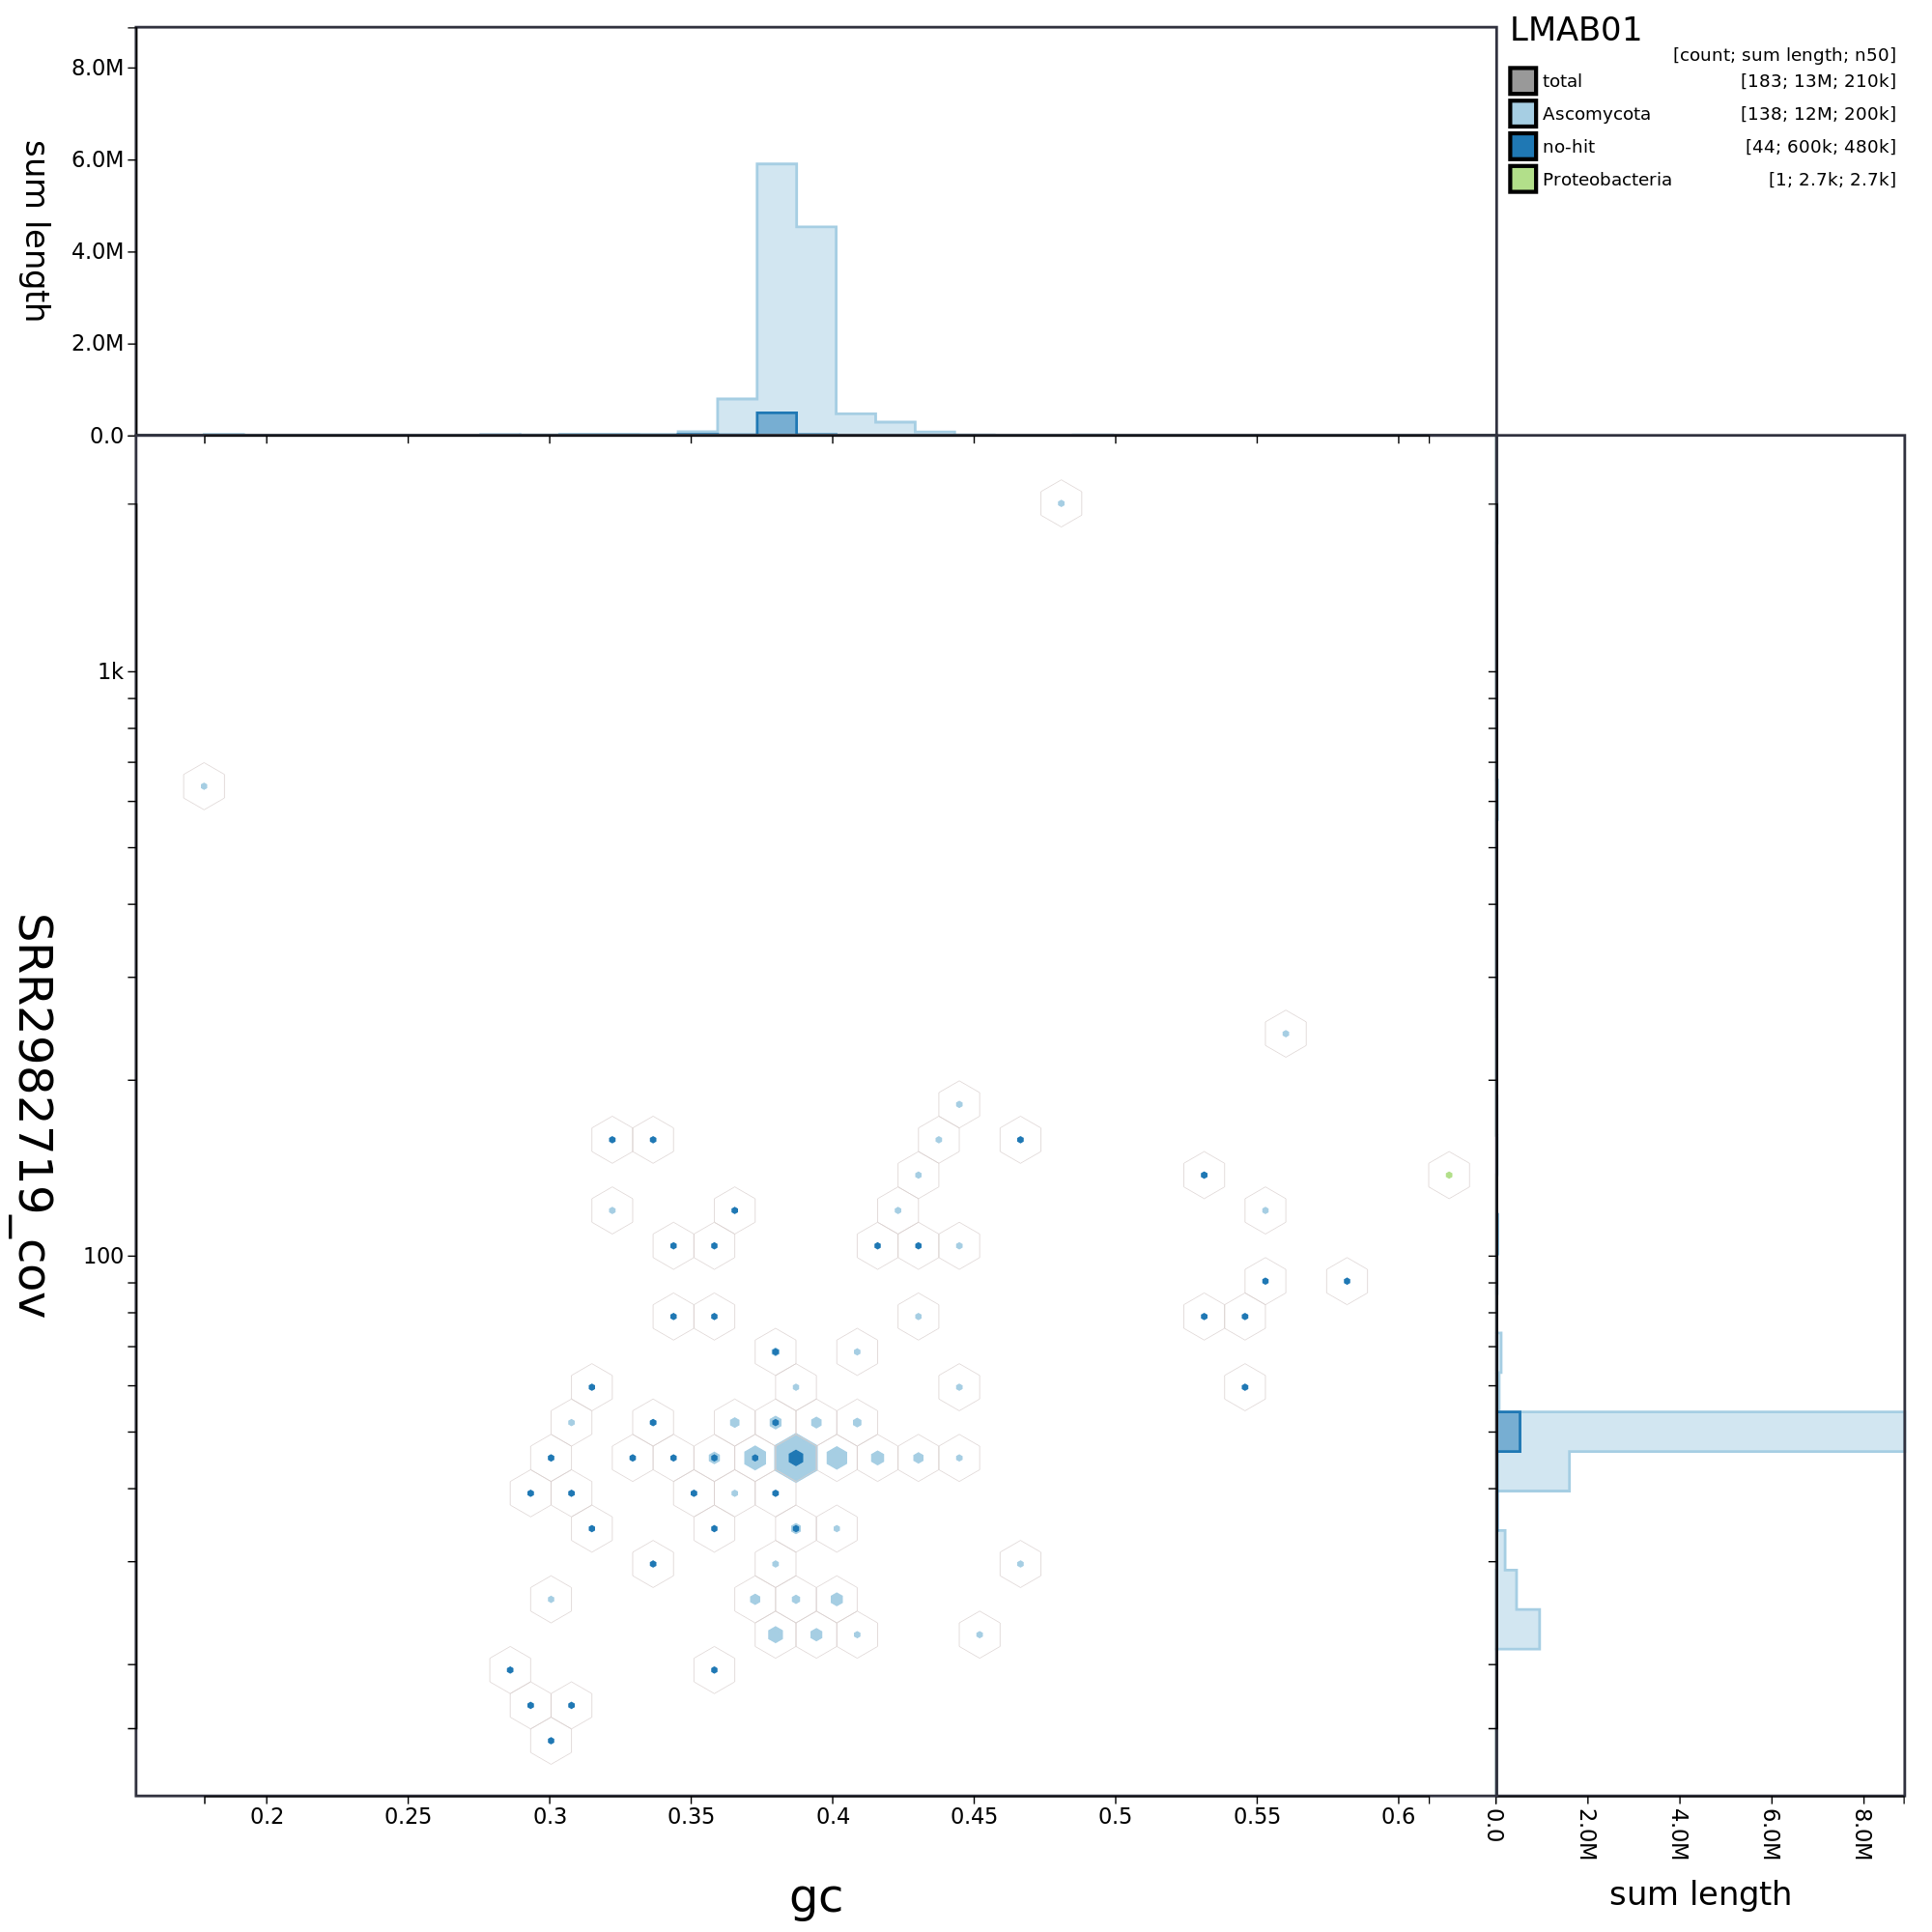 LMAB01
[count; sum length; n50]
total [183; 13M; 210k]
Ascomycota [138; 12M; 200k]
no-hit [44; 600k; 480k]
Proteobacteria [1; 2.7k; 2.7k]
sum length
8.0M
6.0M
4.0M
2.0M
0.0
SRR2982719_cov
1k
100
0.2 0.25 0.3 0.35 0.4 0.45 0.5 0.55 0.6
gc
0.0 2.0M 4.0M 6.0M 8.0M
sum length